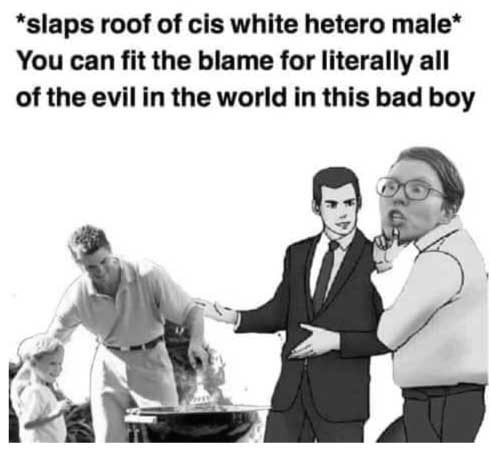 *slaps roof of cis white hetero male*
You can fit the blame for literally all
of the evil in the world in this bad boy